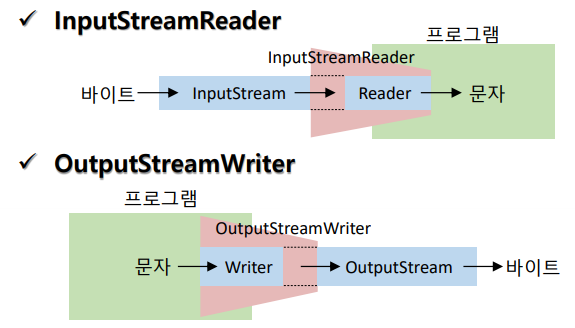 ✓ InputStreamReader
프로그램
InputStreamReader
바이트 InputStream Reader 문자
✓ OutputStreamWriter
프로그램
OutputStreamWriter
문자 Writer OutputStream 바이트